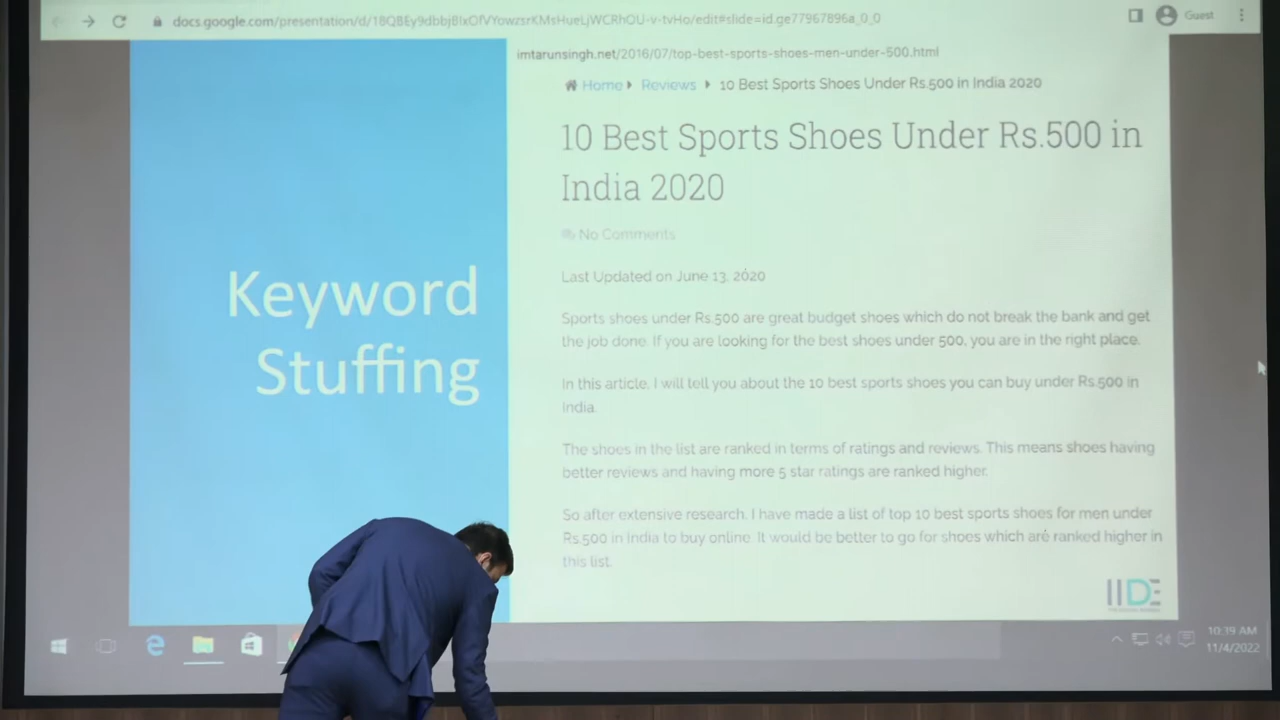 docs.google.com/presentation/d/18QBEy9dbbjBlxOfVYowzsrKMsHueLjWCRhOU-v-tvHo/edit#slide=id.ge77967896a_0_0
Guest
imtarunsingh.net/2016/07/top-best-sports-shoes-men-under-500.html
Home Reviews 10 Best Sports Shoes Under Rs.500 in India 2020
10 Best Sports Shoes Under Rs.500 in
India 2020
No Comments
Last Updated on June 13, 2020
Sports shoes under Rs.500 are great budget shoes which do not break the bank and get
the job done. If you are looking for the best shoes under 500, you are in the right place.
In this article, I will tell you about the 10 best sports shoes you can buy under Rs.500 in
India.
The shoes in the list are ranked in terms of ratings and reviews. This means shoes having
better reviews and having more 5 star ratings are ranked higher.
So after extensive research, I have made a list of top 10 best sports shoes for men under
Rs.500 in India to buy online. It would be better to go for shoes which are ranked higher in
this list.
Keyword
Stuffing
IIDE
10:39 AM
11/4/2022